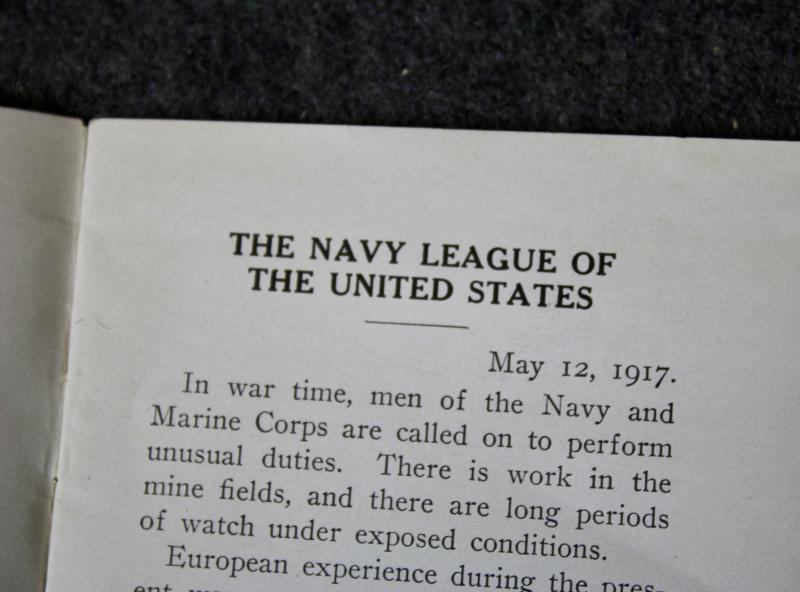 THE NAVY LEAGUE OF
THE UNITED STATES
May 12, 1917.
In war time, men of the Navy and
Marine Corps are called on to perform
unusual duties. There is work in the
mine fields, and there are long periods
of watch under exposed conditions.
European experience during the pres-
ent